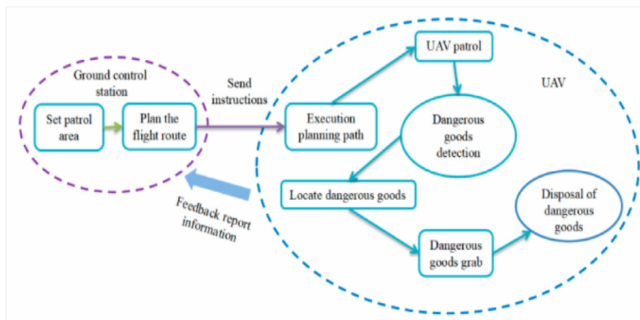 Ground control
station
Set patrol
area
Plan the
flight route
Send
instructions
Execution
planning path
UAV patrol
UAV
Dangerous
goods
detection
Locate dangerous goods
Feedback report
information
Dangerous
goods grab
Disposal of
dangerous
goods